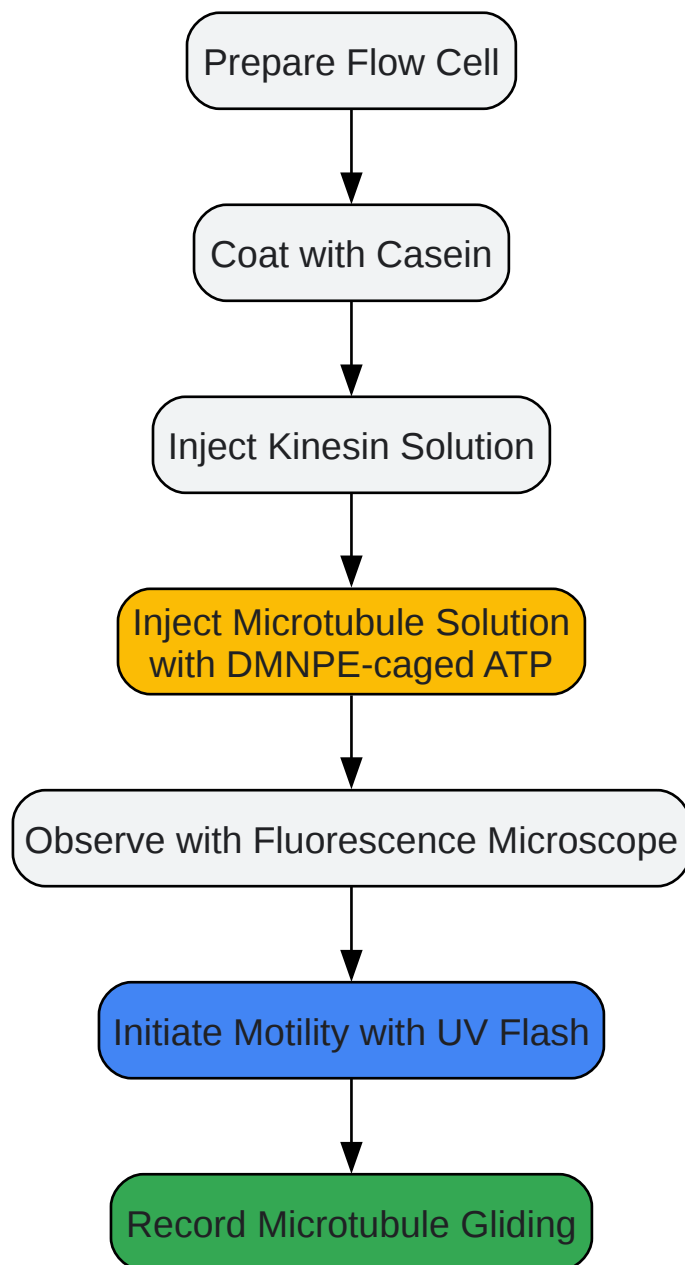 Prepare Flow Cell
Coat with Casein
Inject Kinesin Solution
Inject Microtubule Solution
with DMNPE-caged ATP
Observe with Fluorescence Microscope
Initiate Motility with UV Flash
Record Microtubule Gliding